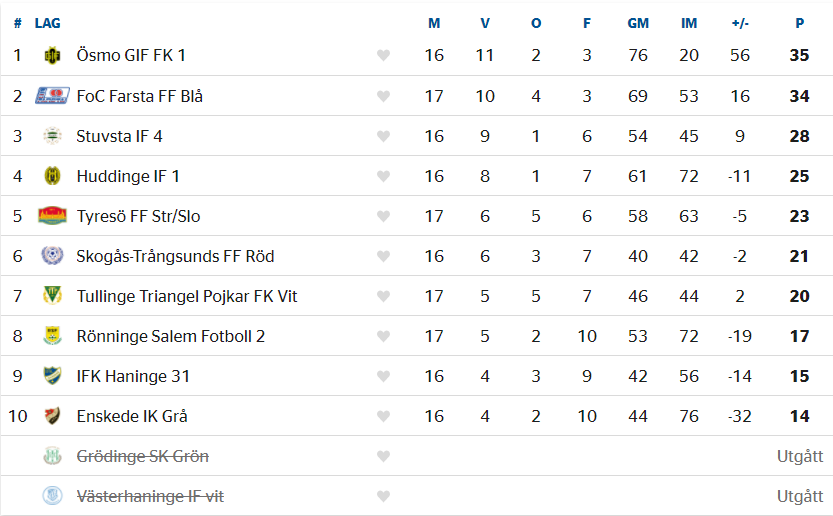 # LAG M V O F GM IM +/- P
1 Ösmo GIF FK 1 16 11 2 3 76 20 56 35
2 FoC Farsta FF Blå 17 10 4 3 69 53 16 34
3 Stuvsta IF 4 16 9 1 6 54 45 9 28
4 Huddinge IF 1 16 8 1 7 61 72 -11 25
5 Tyresö FF Str/Slo 17 6 5 6 58 63 -5 23
6 Skogås-Trångsunds FF Röd 16 6 3 7 40 42 -2 21
7 Tullinge Triangel Pojkar FK Vit 17 5 5 7 46 44 2 20
8 Rönninge Salem Fotboll 2 17 5 2 10 53 72 -19 17
9 IFK Haninge 31 16 4 3 9 42 56 -14 15
10 Enskede IK Grå 16 4 2 10 44 76 -32 14
Grödinge SK Grön Utgått
Västerhaninge IF vit Utgått